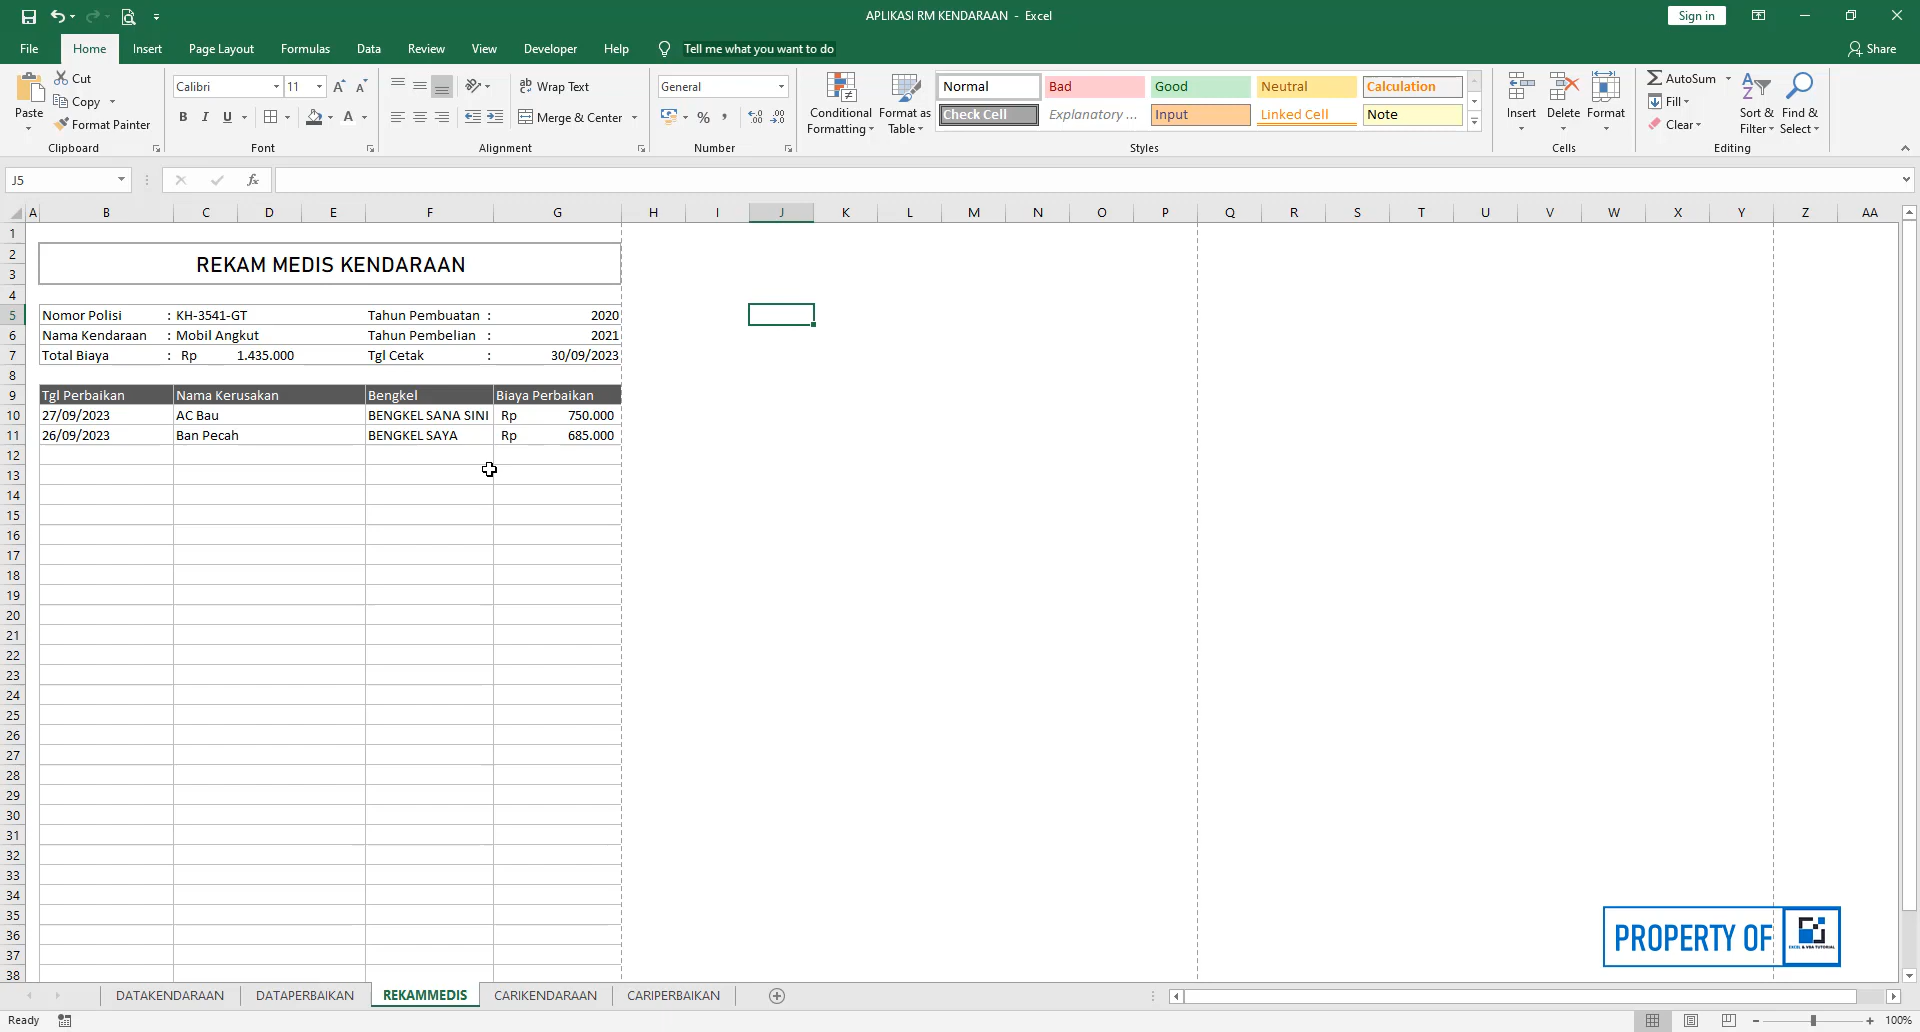 APLIKASI RM KENDARAAN - Excel
Sign in
File Home Insert Page Layout Formulas Data Review View Developer Help Tell me what you want to do Share
Paste
Cut
Copy
Format Painter
Clipboard
Calibri 11
B I U
Font
Wrap Text
Merge & Center
Alignment
General
Number
Conditional Formatting
Format as Table
Normal Bad Good Neutral Calculation
Check Cell Explanatory ... Input Linked Cell Note
Styles
Insert Delete Format
Cells
AutoSum
Fill
Clear
Sort & Filter
Find & Select
Editing
J5
fx
A B C D E F G H I J K L M N O P Q R S T U V W X Y Z AA
1
2
REKAM MEDIS KENDARAAN
3
4
5 Nomor Polisi : KH-3541-GT Tahun Pembuatan : 2020
6 Nama Kendaraan : Mobil Angkut Tahun Pembelian : 2021
7 Total Biaya : Rp 1.435.000 Tgl Cetak : 30/09/2023
8
9 Tgl Perbaikan Nama Kerusakan Bengkel Biaya Perbaikan
10 27/09/2023 AC Bau BENGKEL SANA SINI Rp 750.000
11 26/09/2023 Ban Pecah BENGKEL SAYA Rp 685.000
12
13
14
15
16
17
18
19
20
21
22
23
24
25
26
27
28
29
30
31
32
33
34
35
36
37
38
PROPERTY OF
EXCEL & VBA TUTORIAL
DATAKENDARAAN DATAPERBAIKAN REKAMMEDIS CARIKENDARAAN CARIPERBAIKAN
Ready
100%